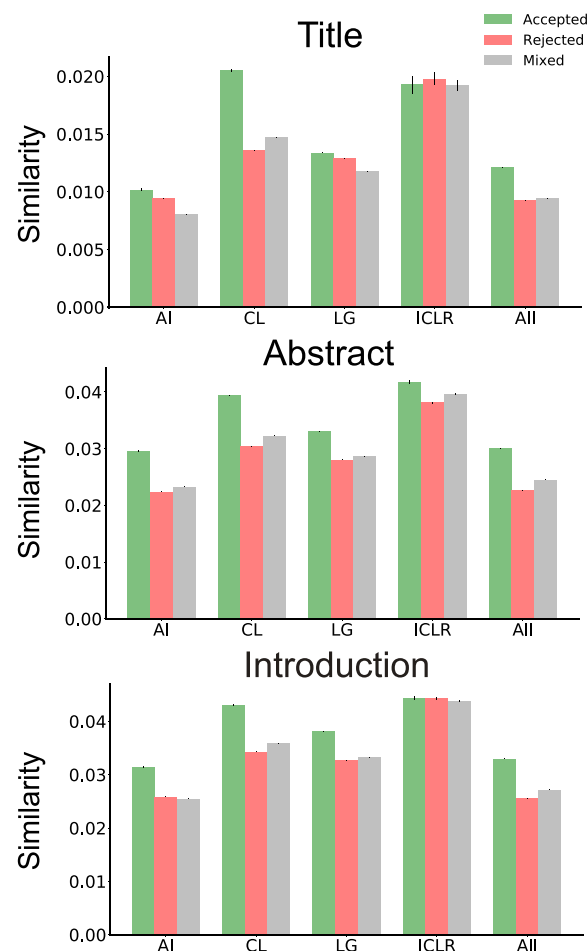 Title
Accepted
Rejected
Mixed
Similarity
0.020
0.015
0.010
0.005
0.000
AI CL LG ICLR All
Abstract
Similarity
0.04
0.03
0.02
0.01
0.00
AI CL LG ICLR All
Introduction
Similarity
0.04
0.03
0.02
0.01
0.00
AI CL LG ICLR All